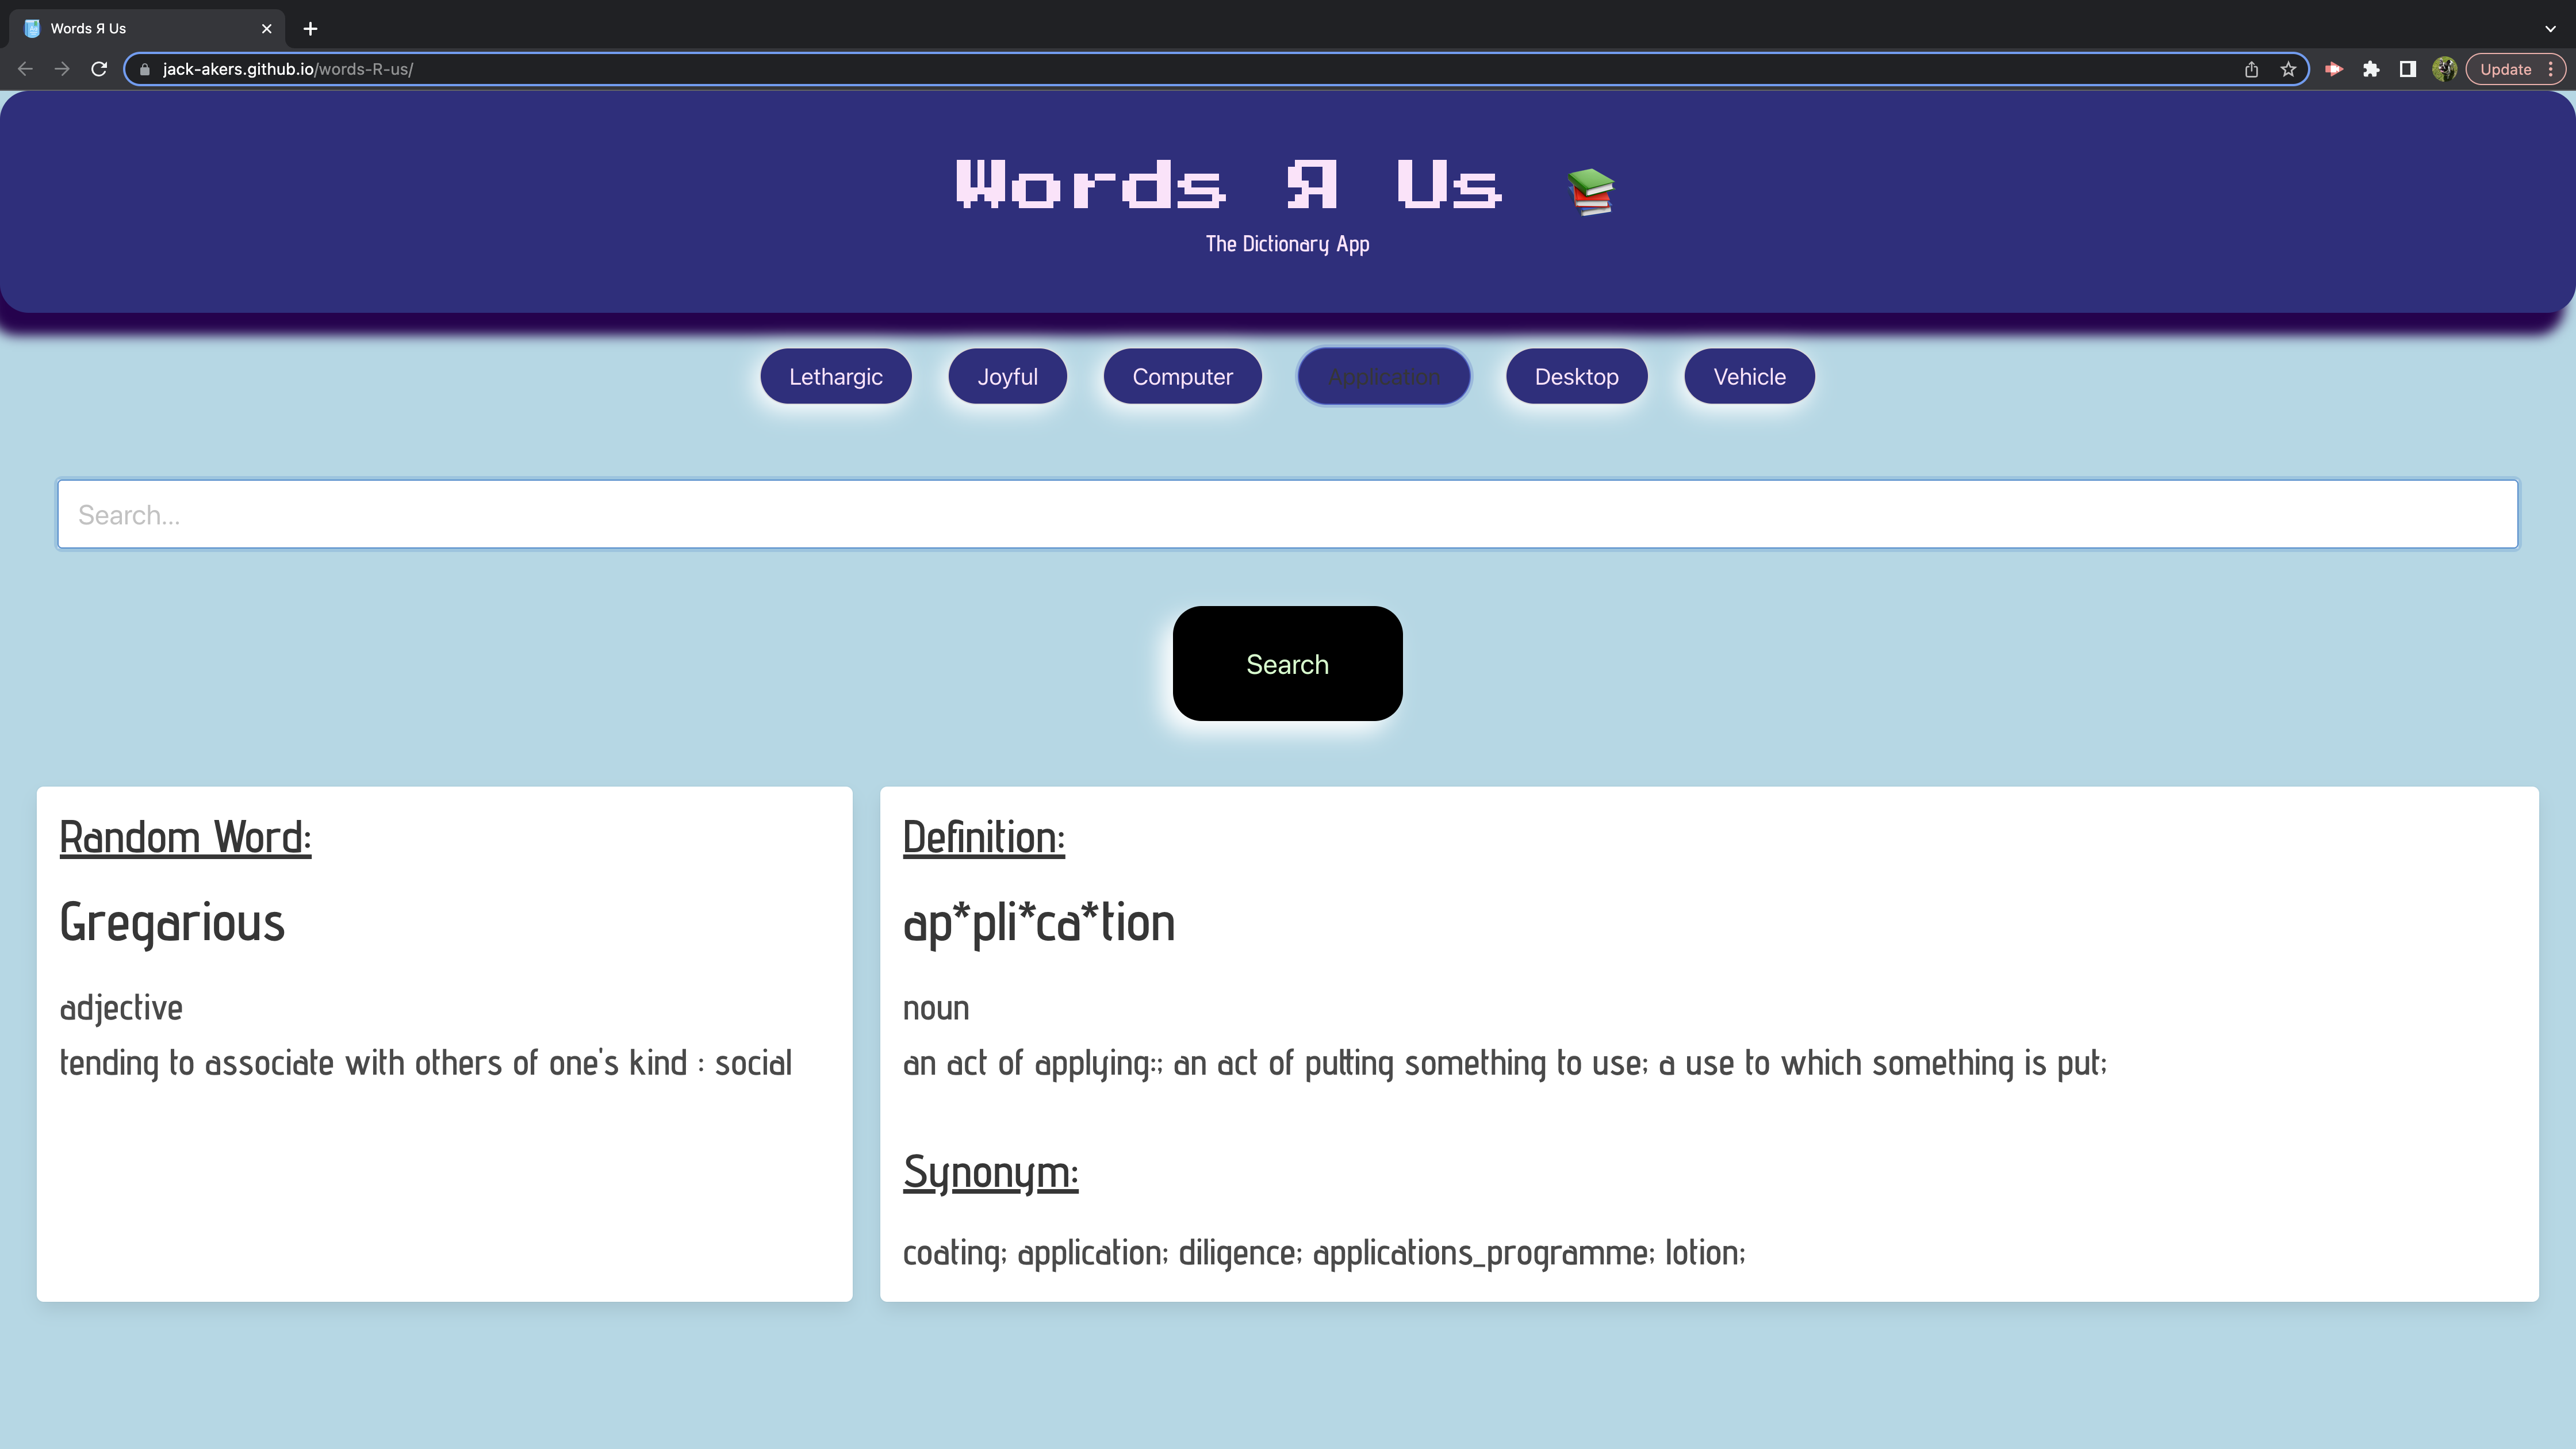 Words Я Us
jack-akers.github.io/words-R-us/
Update
Words Я Us
The Dictionary App
Lethargic
Joyful
Computer
Application
Desktop
Vehicle
Search...
Search
Random Word:
Gregarious
adjective
tending to associate with others of one's kind : social
Definition:
ap*pli*ca*tion
noun
an act of applying:; an act of putting something to use; a use to which something is put;
Synonym:
coating; application; diligence; applications_programme; lotion;